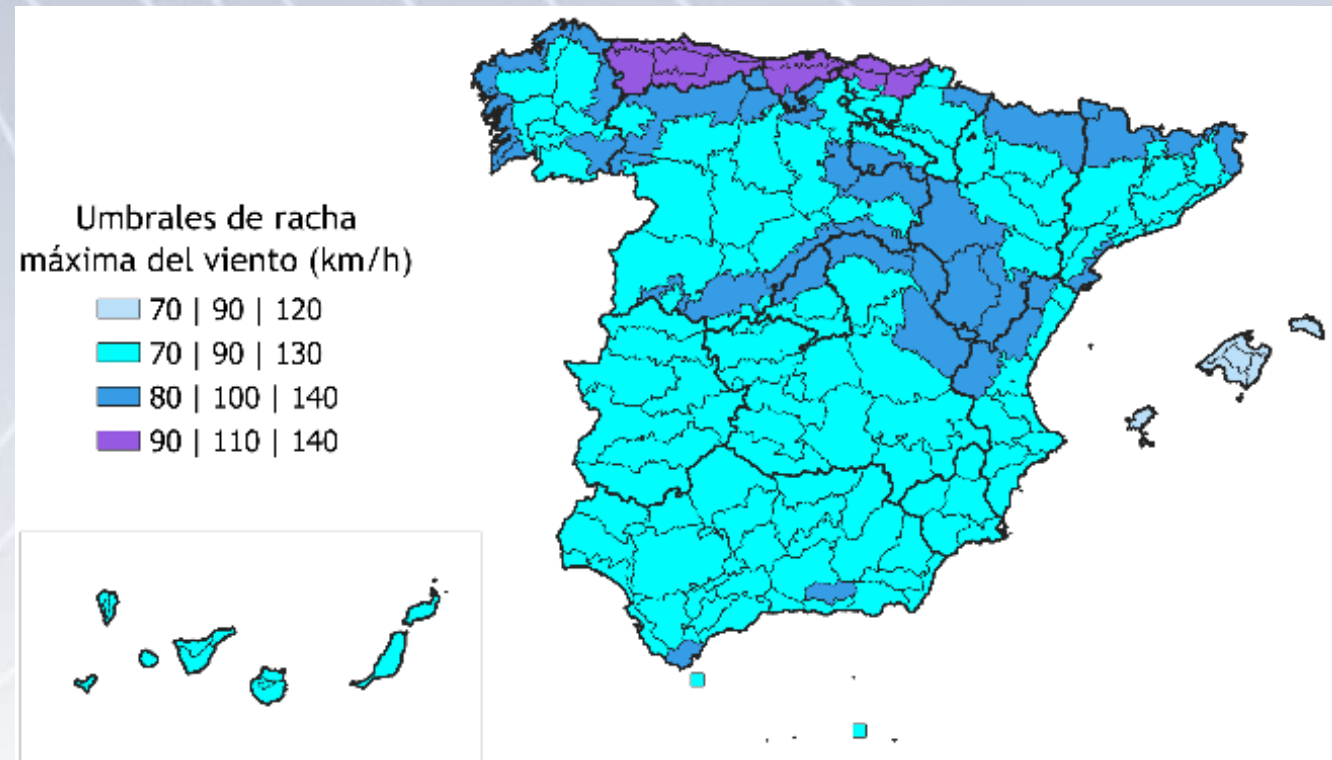 Umbrales de racha
máxima del viento (km/h)
70 | 90 | 120
70 | 90 | 130
80 | 100 | 140
90 | 110 | 140